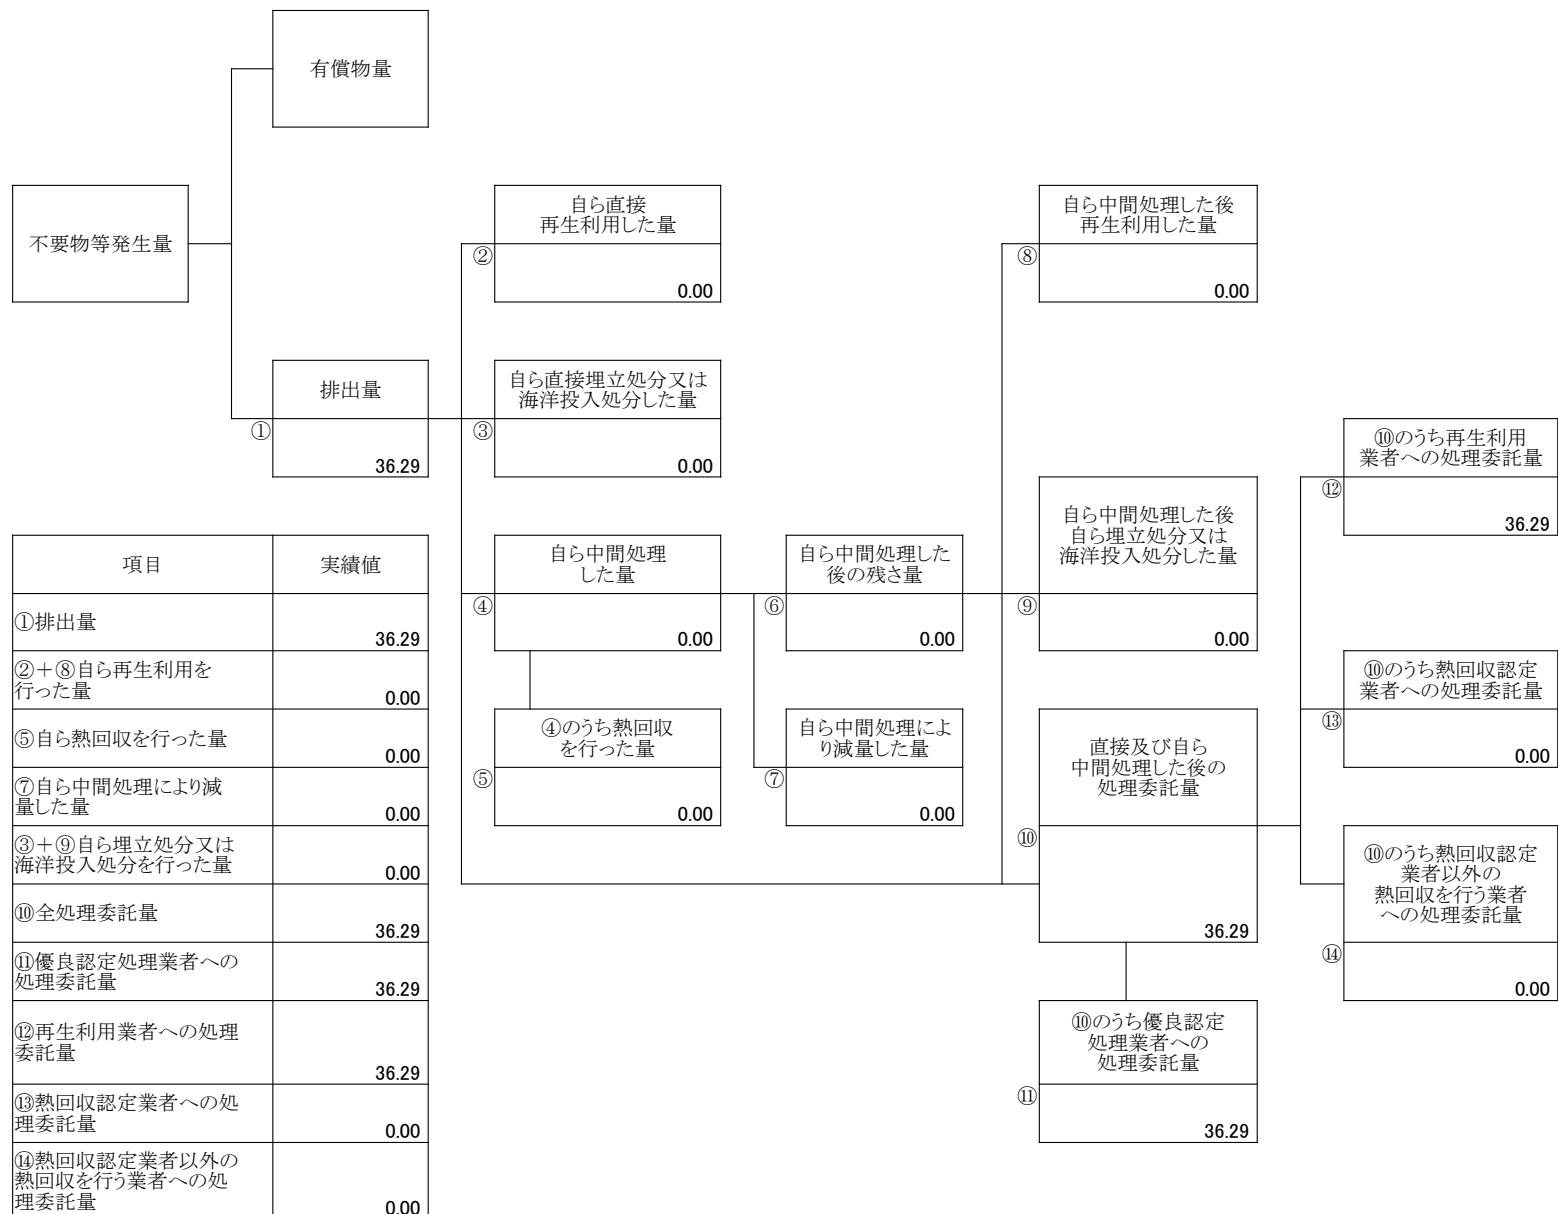 有償物量
不要物等発生量
自ら直接
再生利用した量
②
0.00
自ら中間処理した後
再生利用した量
⑧
0.00
排出量
①
36.29
自ら直接埋立処分又は
海洋投入処分した量
③
0.00
⑩のうち再生利用
業者への処理委託量
⑫
36.29
自ら中間処理
した量
④
0.00
自ら中間処理した
後の残さ量
⑥
0.00
自ら中間処理した後
自ら埋立処分又は
海洋投入処分した量
⑨
0.00
⑩のうち熱回収認定
業者への処理委託量
⑬
0.00
④のうち熱回収
を行った量
⑤
0.00
自ら中間処理によ
り減量した量
⑦
0.00
直接及び自ら
中間処理した後の
処理委託量
⑩
36.29
⑩のうち熱回収認定
業者以外の
熱回収を行う業者
への処理委託量
⑭
0.00
⑩のうち優良認定
処理業者への
処理委託量
⑪
36.29
項目 実績値
①排出量
36.29
②＋⑧自ら再生利用を
行った量
0.00
⑤自ら熱回収を行った量
0.00
⑦自ら中間処理により減
量した量
0.00
③＋⑨自ら埋立処分又は
海洋投入処分を行った量
0.00
⑩全処理委託量
36.29
⑪優良認定処理業者への
処理委託量
36.29
⑫再生利用業者への処理
委託量
36.29
⑬熱回収認定業者への処
理委託量
0.00
⑭熱回収認定業者以外の
熱回収を行う業者への処
理委託量
0.00